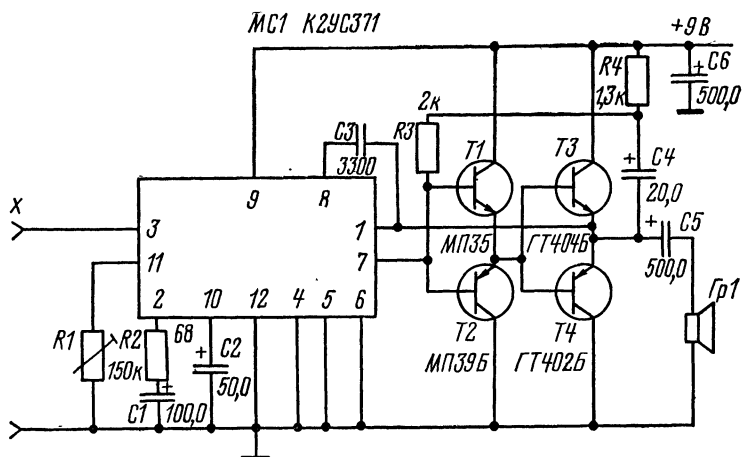 МС1 К2УС371
+9В
R4
1,3к
С6
+
500,0
2к
R3
С3
3300
Т1
Т3
+
С4
20,0
9
8
Х
3
1
+
С5
500,0
МП35
ГТ404Б
11
7
Гр1
2
10
12
4
5
6
68
R1
R2
150к
+
С1
100,0
+
С2
50,0
Т2
Т4
МП39Б
ГТ402Б